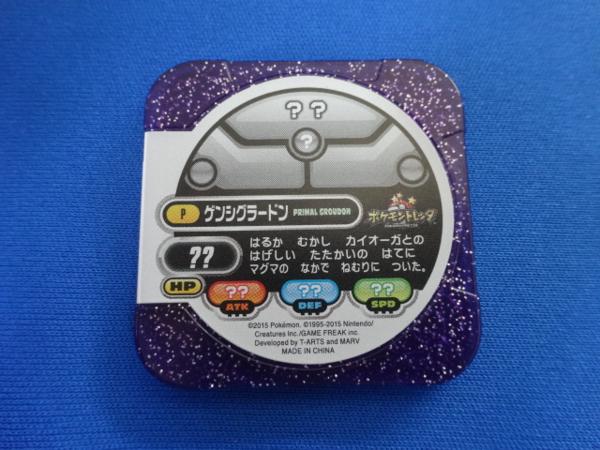 ? ?
?
P ゲンシグラードン PRIMAL GROUDON
ポケモントレッタ
??
はるか むかし カイオーガとの
はげしい たたかいの はてに
マグマの なかで ねむりに ついた。
HP
?? ATK
?? DEF
?? SPD
©2015 Pokémon. ©1995-2015 Nintendo/
Creatures Inc./GAME FREAK inc.
Developed by T-ARTS and MARV
MADE IN CHINA